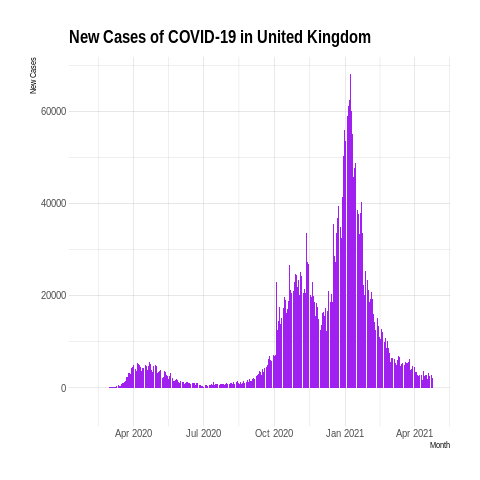 New Cases of COVID-19 in United Kingdom
New Cases
60000
40000
20000
0
Apr 2020 Jul 2020 Oct 2020 Jan 2021 Apr 2021
Month